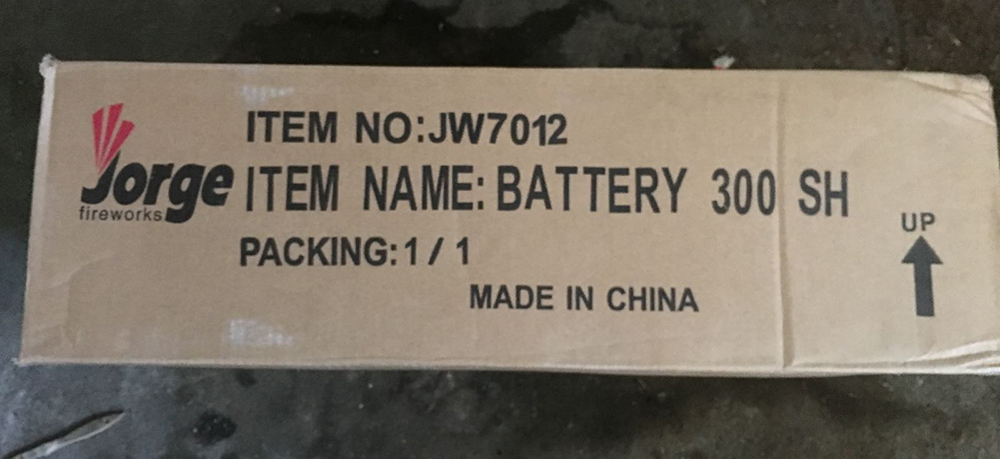 ITEM NO:JW7012
Jorge
fireworks
ITEM NAME:BATTERY 300 SH
PACKING:1/1
MADE IN CHINA
UP